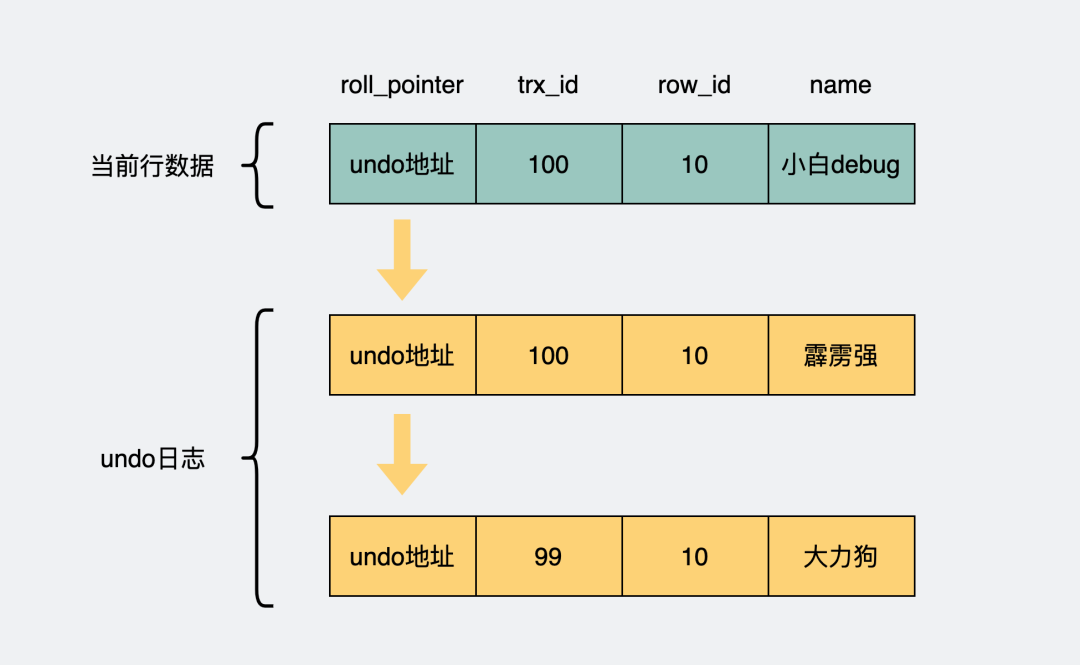 roll_pointer trx_id row_id name
当前行数据 undo地址 100 10 小白debug
undo地址 100 10 霹雳强
undo日志
undo地址 99 10 大力狗